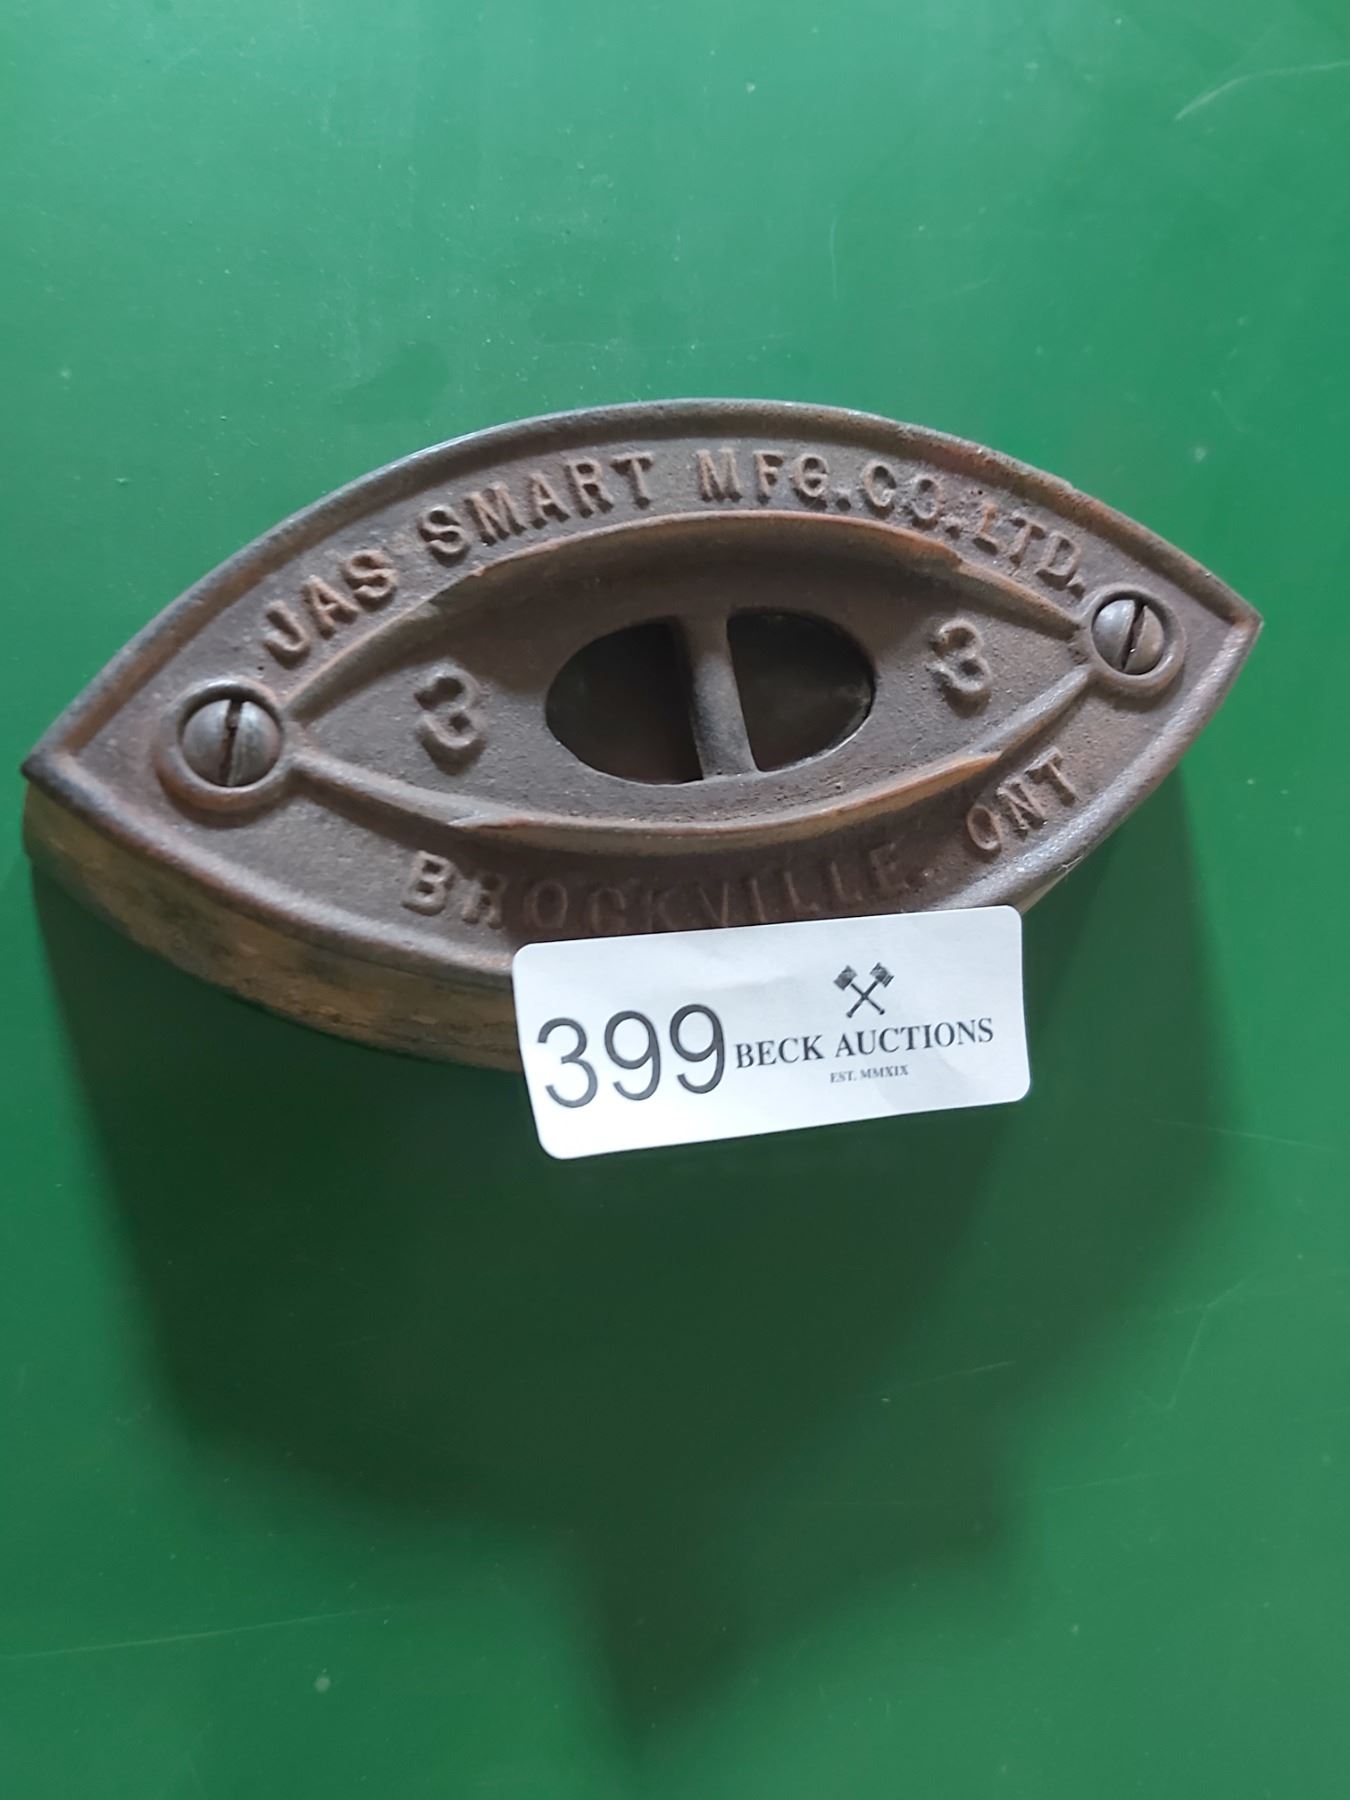 JAS SMART MFG. CO. LTD.
3 3
BROCKVILLE. ONT
399 BECK AUCTIONS
EST. MMXIX